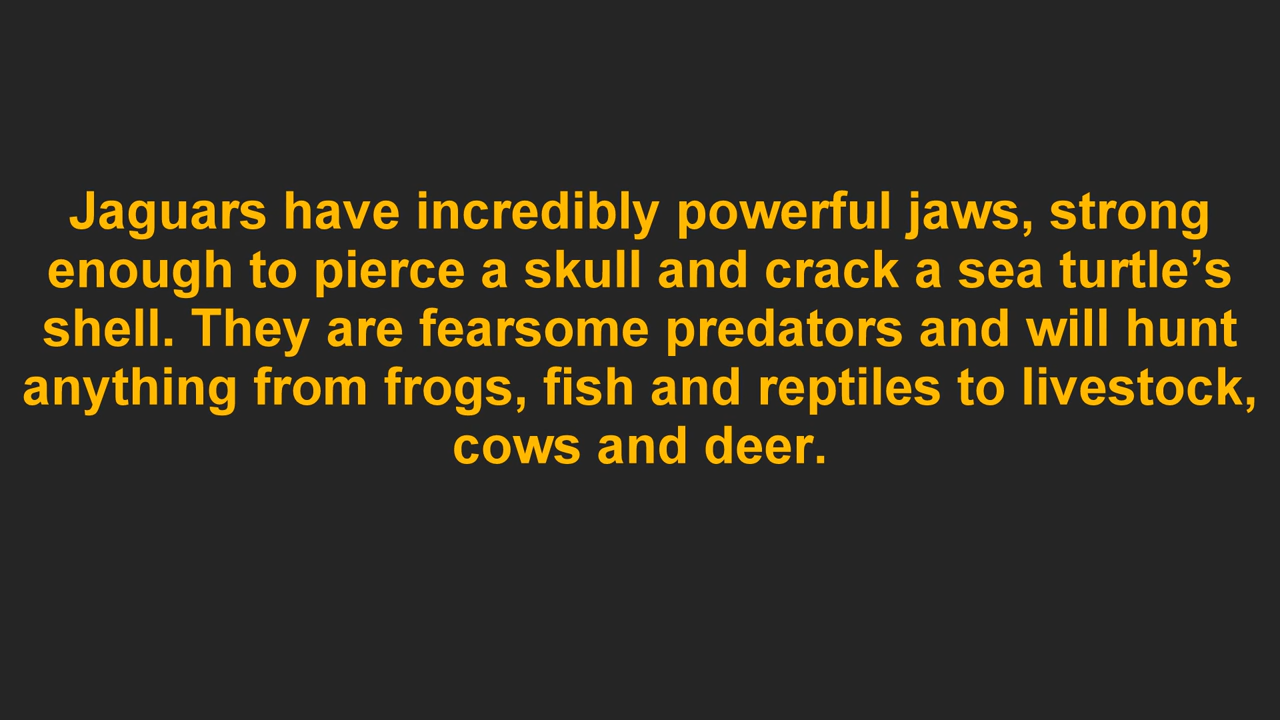 Jaguars have incredibly powerful jaws, strong
enough to pierce a skull and crack a sea turtle’s
shell. They are fearsome predators and will hunt
anything from frogs, fish and reptiles to livestock,
cows and deer.